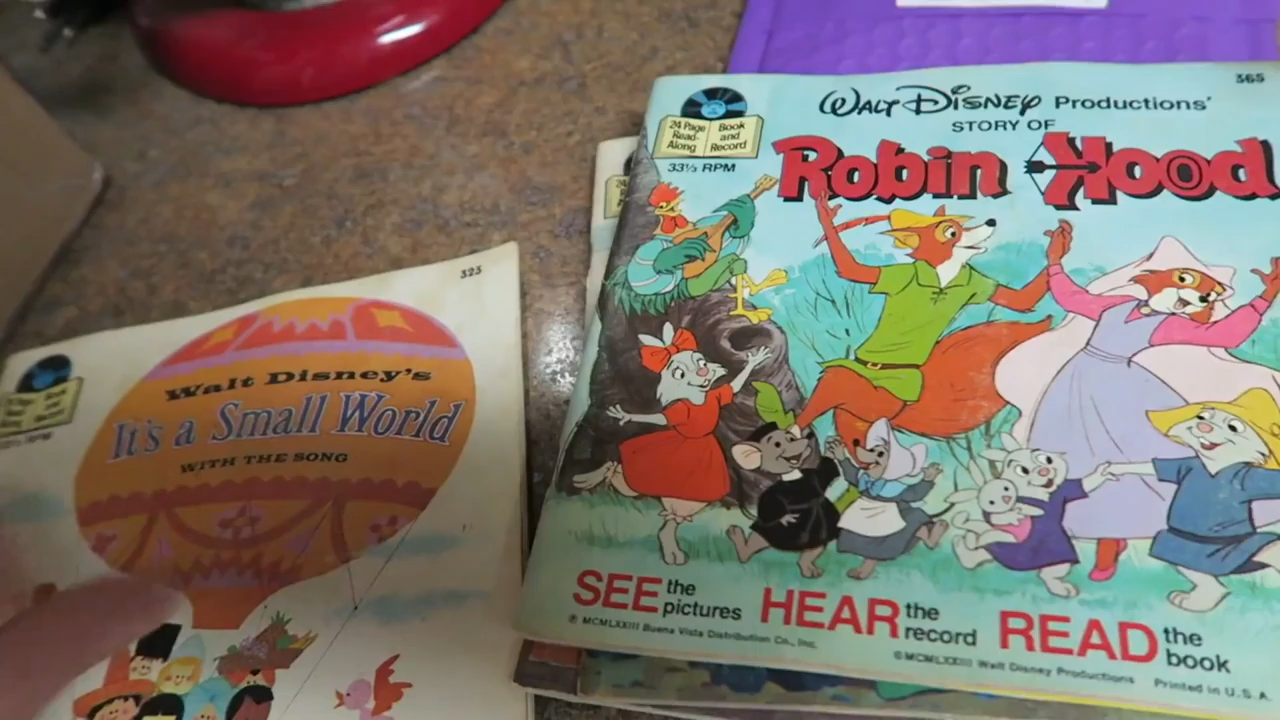 323
Walt Disney's
It's a Small World
WITH THE SONG
365
WALT DISNEY Productions'
STORY OF
Robin Hood
24 Page Read-Along
Book and Record
33⅓ RPM
SEE the pictures HEAR the record READ the book
℗ MCMLXXIII Buena Vista Distribution Co., Inc.
©MCMLXXIII Walt Disney Productions
Printed in U.S.A.